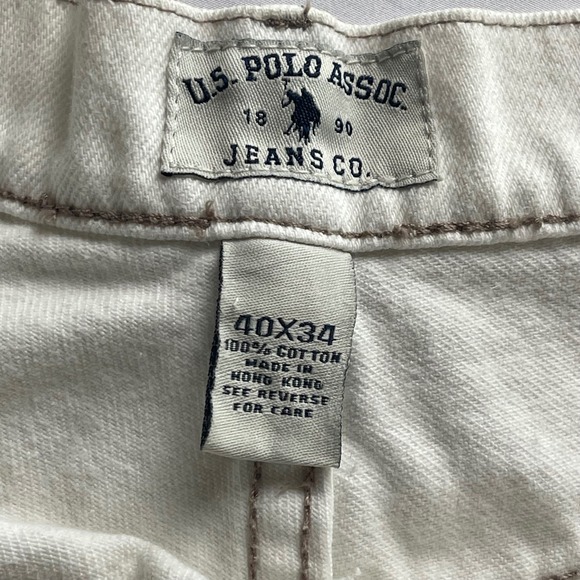 U.S. POLO ASSOC.
18 90
JEANS CO.
40X34
100% COTTON
MADE IN
HONG KONG
SEE REVERSE
FOR CARE